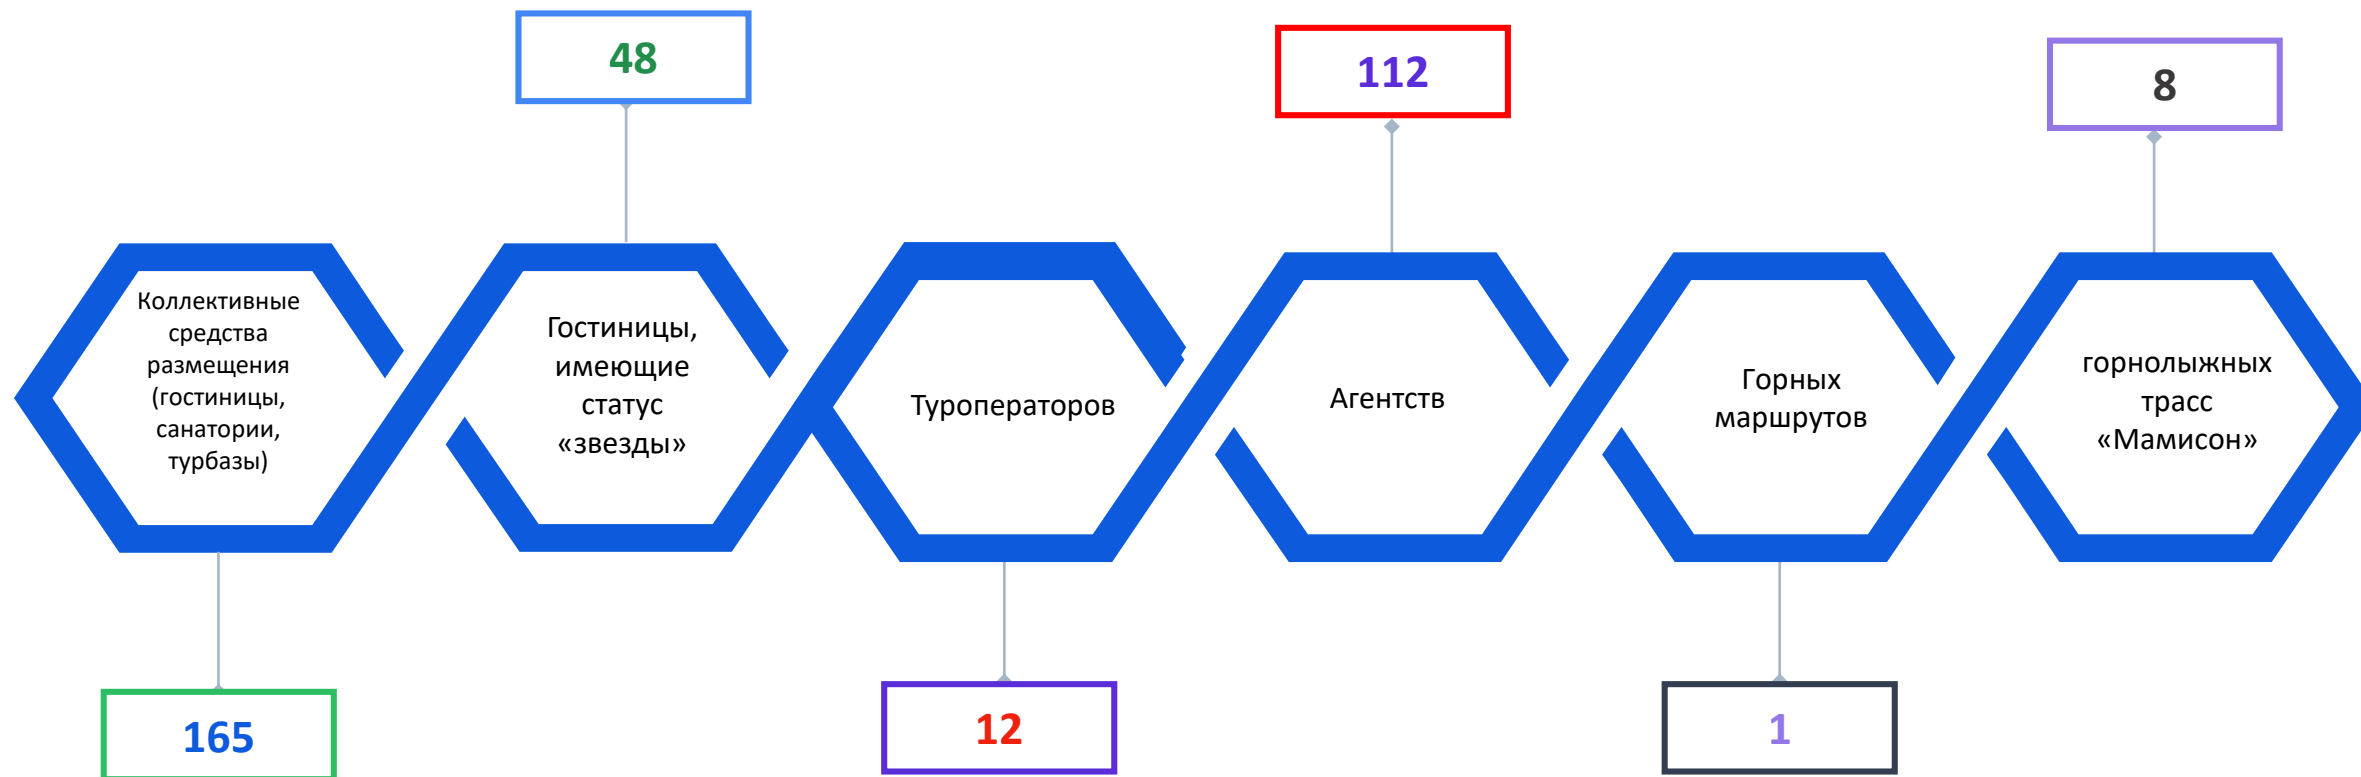 48
112
8
Коллективные
средства
размещения
(гостиницы,
санатории,
турбазы)
Гостиницы,
имеющие
статус
«звезды»
Туроператоров
Агентств
Горных
маршрутов
горнолыжных
трасс
«Мамисон»
165
12
1